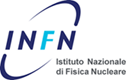 INFN
Istituto Nazionale
di Fisica Nucleare